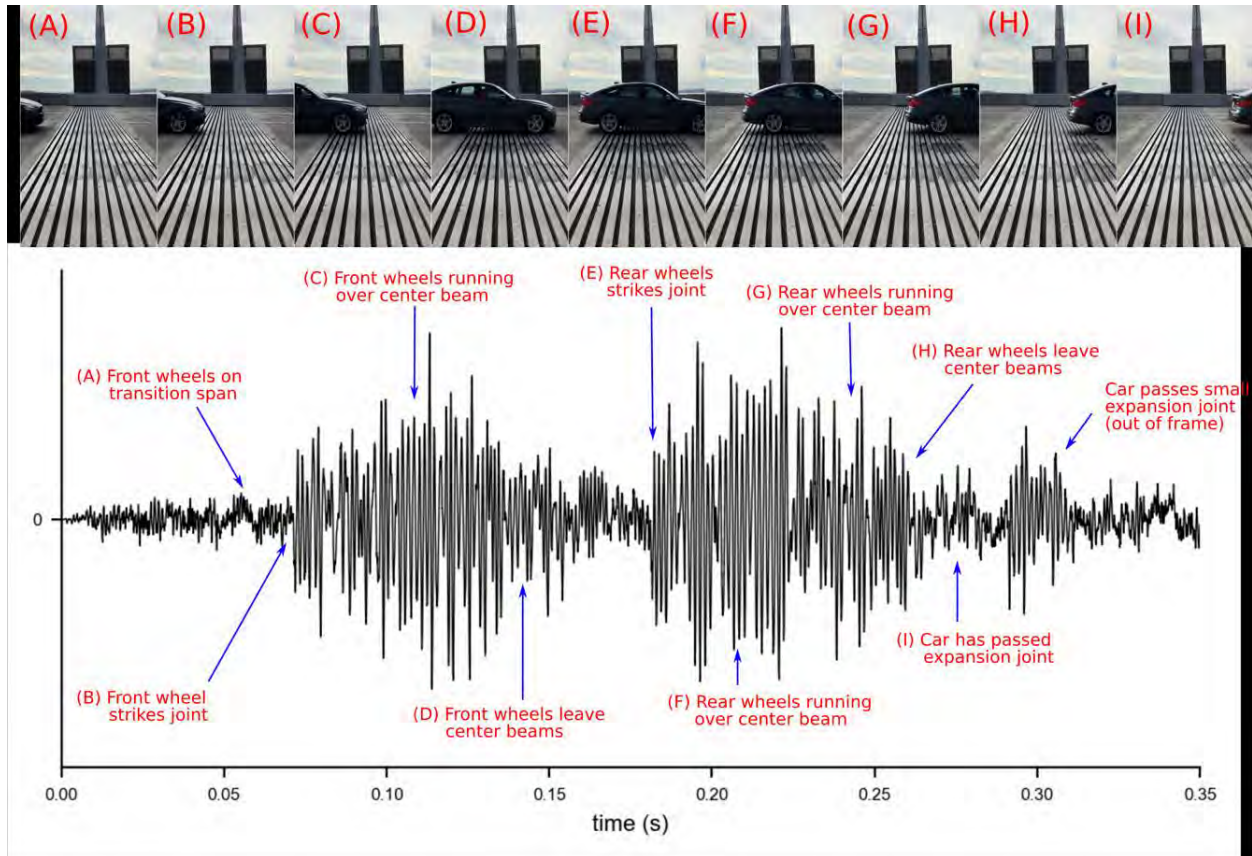 (A)
(B)
(C)
(D)
(E)
(F)
(G)
(H)
(I)
(C) Front wheels running
over center beam
(E) Rear wheels
strikes joint
(G) Rear wheels running
over center beam
(H) Rear wheels leave
center beams
(A) Front wheels on
transition span
Car passes small
expansion joint
(out of frame)
0
(I) Car has passed
expansion joint
(B) Front wheel
strikes joint
(D) Front wheels leave
center beams
(F) Rear wheels running
over center beam
0.00
0.05
0.10
0.15
0.20
0.25
0.30
0.35
time (s)